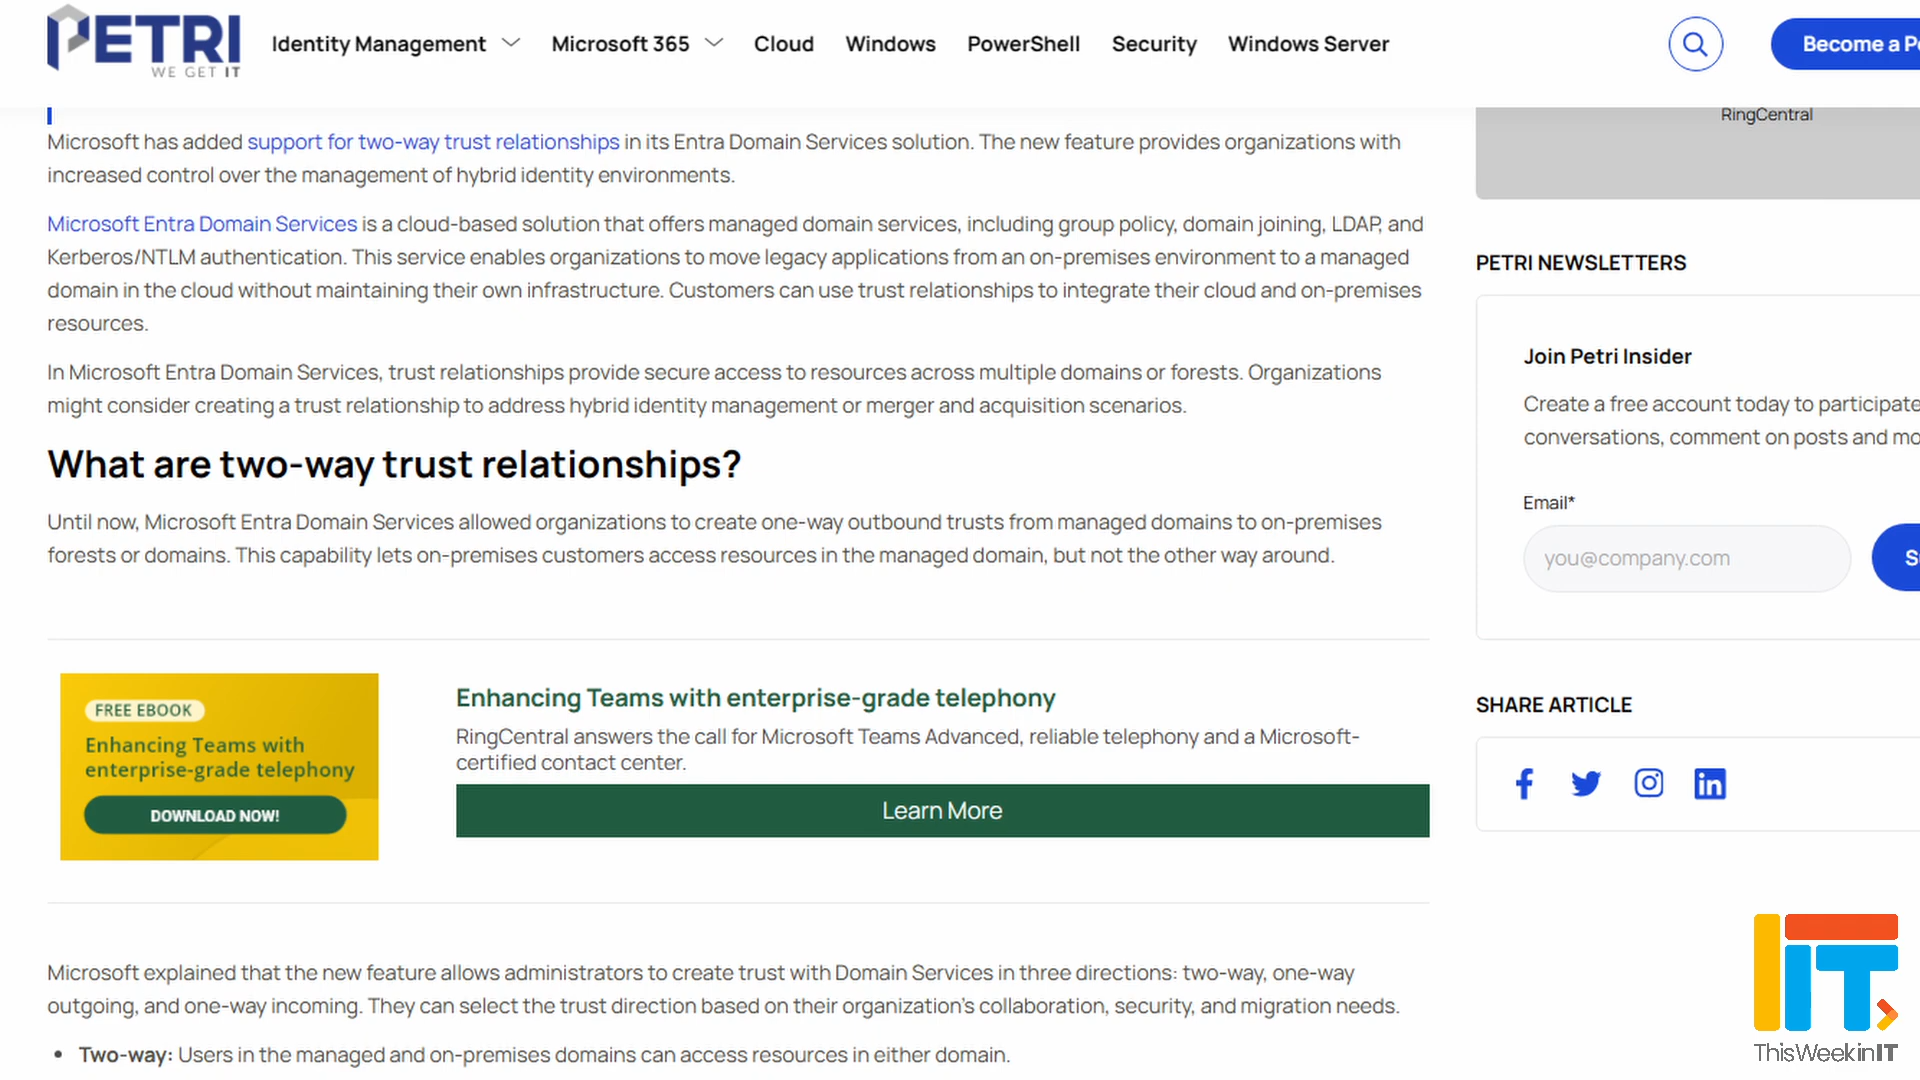 PETRI
WE GET IT
Identity Management
Microsoft 365
Cloud
Windows
PowerShell
Security
Windows Server
Become a P
Microsoft has added support for two-way trust relationships in its Entra Domain Services solution. The new feature provides organizations with
increased control over the management of hybrid identity environments.
Microsoft Entra Domain Services is a cloud-based solution that offers managed domain services, including group policy, domain joining, LDAP, and
Kerberos/NTLM authentication. This service enables organizations to move legacy applications from an on-premises environment to a managed
domain in the cloud without maintaining their own infrastructure. Customers can use trust relationships to integrate their cloud and on-premises
resources.
In Microsoft Entra Domain Services, trust relationships provide secure access to resources across multiple domains or forests. Organizations
might consider creating a trust relationship to address hybrid identity management or merger and acquisition scenarios.
What are two-way trust relationships?
Until now, Microsoft Entra Domain Services allowed organizations to create one-way outbound trusts from managed domains to on-premises
forests or domains. This capability lets on-premises customers access resources in the managed domain, but not the other way around.
FREE EBOOK
Enhancing Teams with
enterprise-grade telephony
DOWNLOAD NOW!
Enhancing Teams with enterprise-grade telephony
RingCentral answers the call for Microsoft Teams Advanced, reliable telephony and a Microsoft-
certified contact center.
Learn More
Microsoft explained that the new feature allows administrators to create trust with Domain Services in three directions: two-way, one-way
outgoing, and one-way incoming. They can select the trust direction based on their organization's collaboration, security, and migration needs.
• Two-way: Users in the managed and on-premises domains can access resources in either domain.
RingCentral
PETRI NEWSLETTERS
Join Petri Insider
Create a free account today to participate
conversations, comment on posts and mo
Email*
you@company.com
S
SHARE ARTICLE
IT
ThisWeekinIT